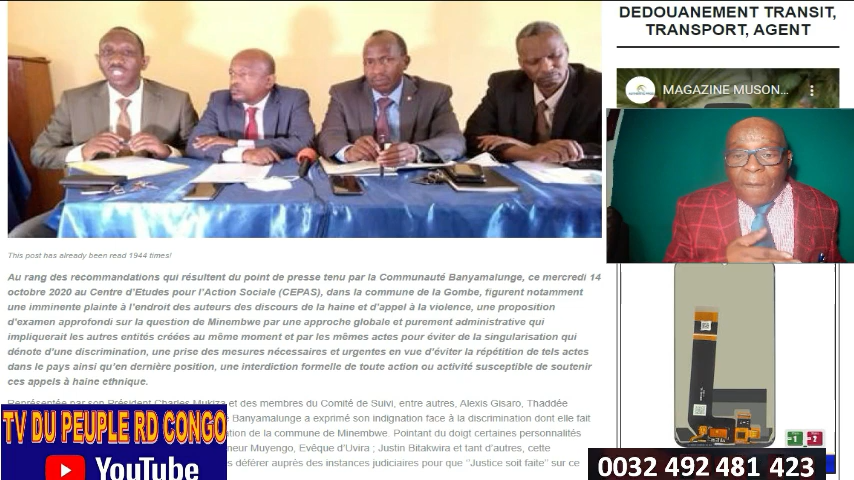 DEDOUANEMENT TRANSIT,
TRANSPORT, AGENT
MAGAZINE MUSON...
This post has already been read 1944 times!
Au rang des recommandations qui résultent du point de presse tenu par la Communauté Banyamalunge, ce mercredi 14
octobre 2020 au Centre d'Etudes pour l'Action Sociale (CEPAS), dans la commune de la Gombe, figurent notamment
une imminente plainte à l'endroit des auteurs des discours de la haine et d'appel à la violence, une proposition
d'examen approfondi sur la question de Minembwe par une approche globale et purement administrative qui
impliquerait les autres entités créées au même moment et par les mêmes actes pour éviter de la singularisation qui
dénote d'une discrimination, une prise des mesures nécessaires et urgentes en vue d'éviter la répétition de tels actes
dans le pays ainsi qu'en dernière position, une interdiction formelle de toute action ou activité susceptible de soutenir
ces appels à haine ethnique.
Représentée par son Président Charles Mukiza et des membres du Comité de Suivi, entre autres, Alexis Gisaro, Thaddée
Banyamalunge a exprimé son indignation face à la discrimination dont elle fait
tion de la commune de Minembwe. Pointant du doigt certaines personnalités
neur Muyengo, Evêque d'Uvira ; Justin Bitakwira et tant d'autres, cette
s déférer auprès des instances judiciaires pour que "Justice soit faite" sur ce
TV DU PEUPLE RD CONGO
YouTube
0032 492 481 423